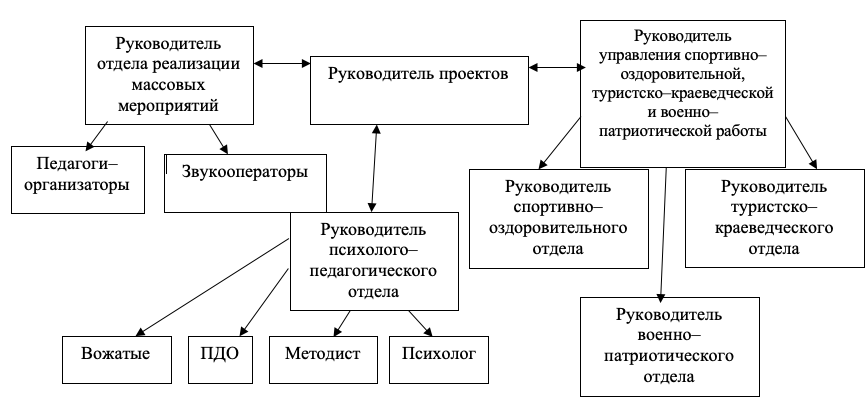 Руководитель
отдела реализации
массовых
мероприятий
Руководитель проектов
Руководитель
управления спортивно–
оздоровительной,
туристско–краеведческой
и военно–
патриотической работы
Педагоги–
организаторы
Звукооператоры
Руководитель
спортивно–
оздоровительного
отдела
Руководитель
туристско–
краеведческого
отдела
Руководитель
психолого–
педагогического
отдела
Руководитель
военно–
патриотического
отдела
Вожатые
ПДО
Методист
Психолог